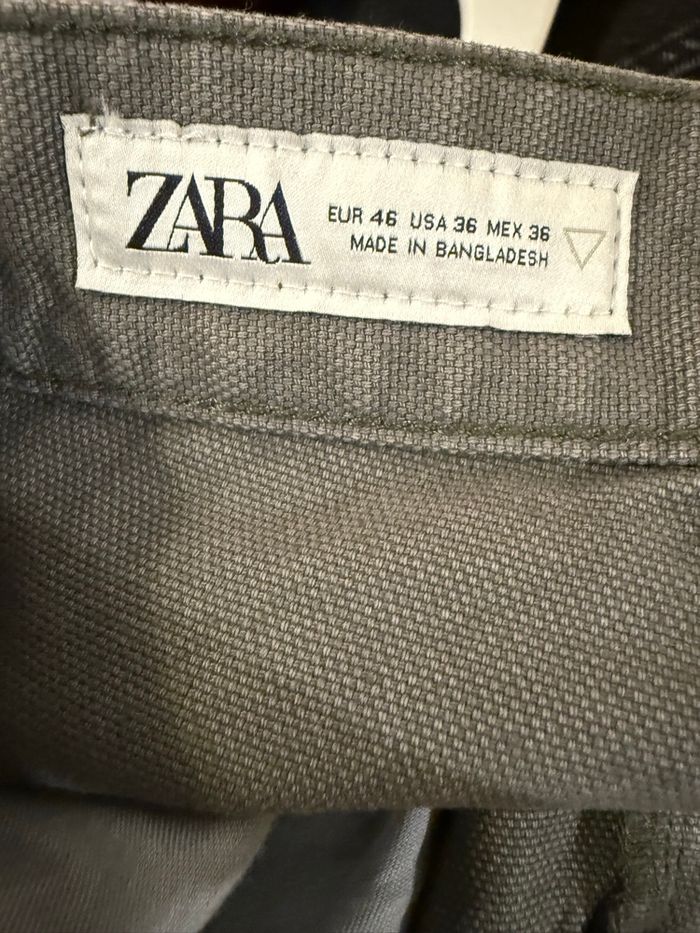 ZARA
EUR 46 USA 36 MEX 36
MADE IN BANGLADESH